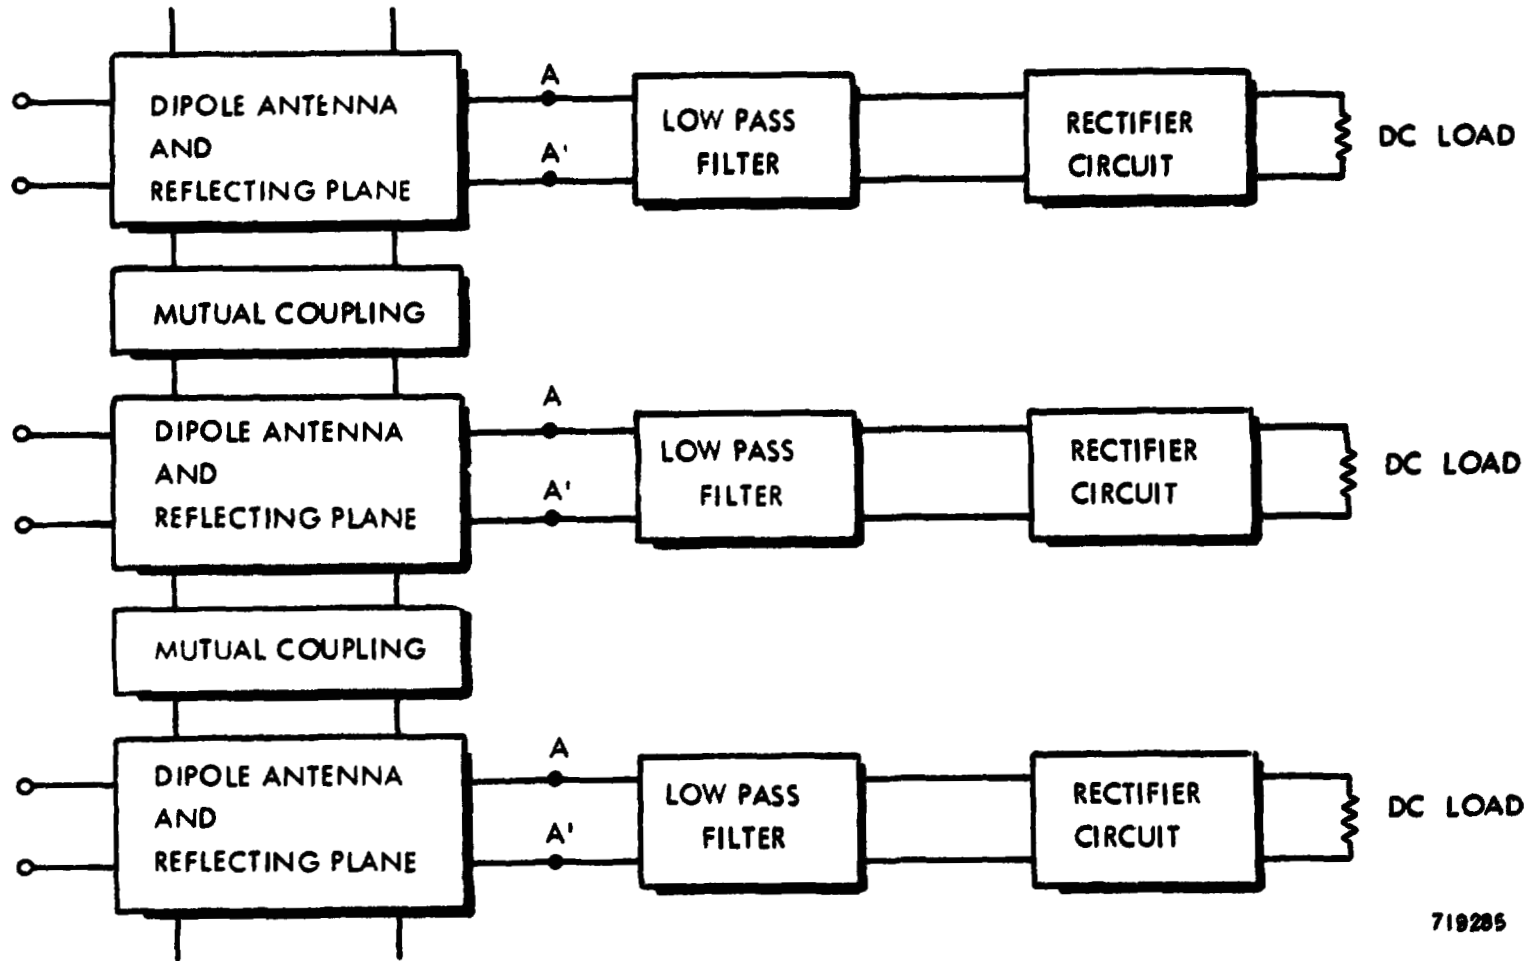 A
DIPOLE ANTENNA
AND
REFLECTING PLANE
A'
LOW PASS
FILTER
RECTIFIER
CIRCUIT
DC LOAD
MUTUAL COUPLING
A
DIPOLE ANTENNA
AND
REFLECTING PLANE
A'
LOW PASS
FILTER
RECTIFIER
CIRCUIT
DC LOAD
MUTUAL COUPLING
A
DIPOLE ANTENNA
AND
REFLECTING PLANE
A'
LOW PASS
FILTER
RECTIFIER
CIRCUIT
DC LOAD
719285